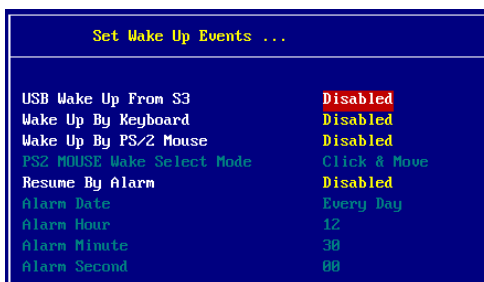 Set Wake Up Events ...
USB Wake Up From S3 Disabled
Wake Up By Keyboard Disabled
Wake Up By PS/2 Mouse Disabled
PS2 MOUSE Wake Select Mode Click & Move
Resume By Alarm Disabled
Alarm Date Every Day
Alarm Hour 12
Alarm Minute 30
Alarm Second 00